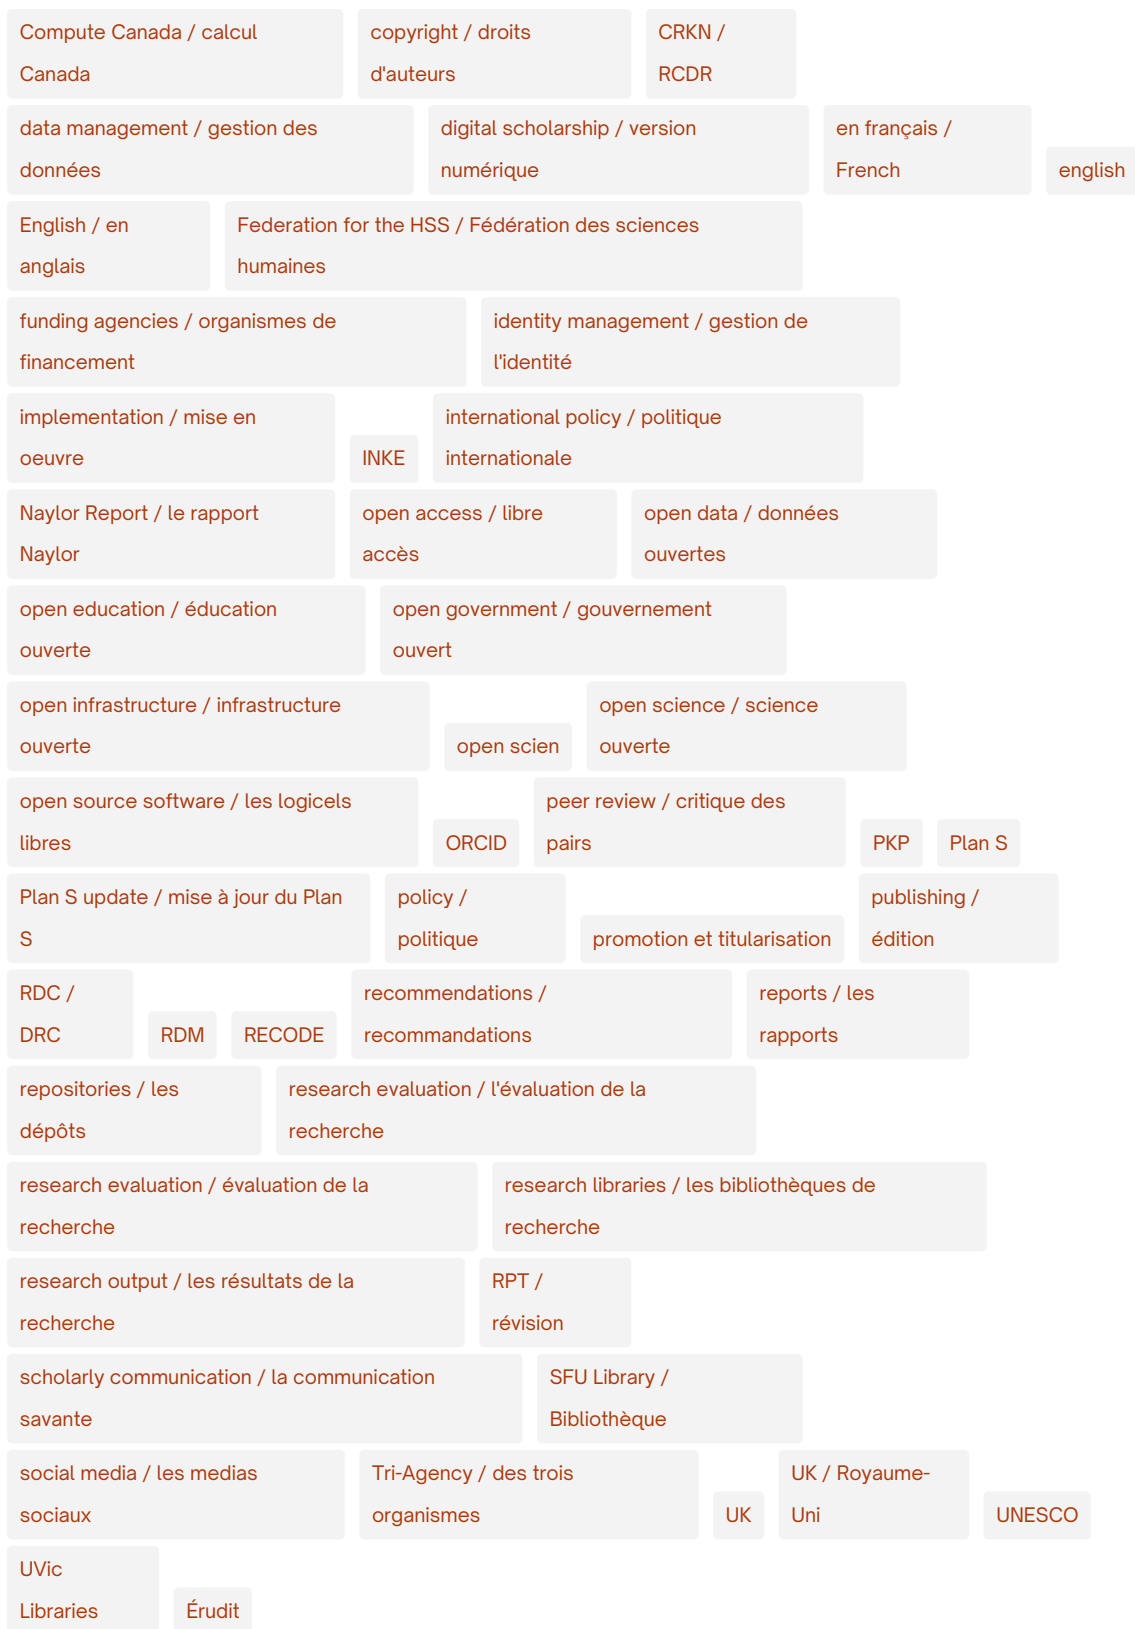 Compute Canada / calcul
Canada
copyright / droits
d'auteurs
CRKN /
RCDR
data management / gestion des
données
digital scholarship / version
numérique
en français /
French
english
English / en
anglais
Federation for the HSS / Fédération des sciences
humaines
funding agencies / organismes de
financement
identity management / gestion de
l'identité
implementation / mise en
oeuvre
INKE
international policy / politique
internationale
Naylor Report / le rapport
Naylor
open access / libre
accès
open data / données
ouvertes
open education / éducation
ouverte
open government / gouvernement
ouvert
open infrastructure / infrastructure
ouverte
open scien
open science / science
ouverte
open source software / les logicels
libres
ORCID
peer review / critique des
pairs
PKP
Plan S
Plan S update / mise à jour du Plan
S
policy /
politique
promotion et titularisation
publishing /
édition
RDC /
DRC
RDM
RECODE
recommendations /
recommandations
reports / les
rapports
repositories / les
dépôts
research evaluation / l'évaluation de la
recherche
research evaluation / évaluation de la
recherche
research libraries / les bibliothèques de
recherche
research output / les résultats de la
recherche
RPT /
révision
scholarly communication / la communication
savante
SFU Library /
Bibliothèque
social media / les medias
sociaux
Tri-Agency / des trois
organismes
UK
UK / Royaume-
Uni
UNESCO
UVic
Libraries
Érudit